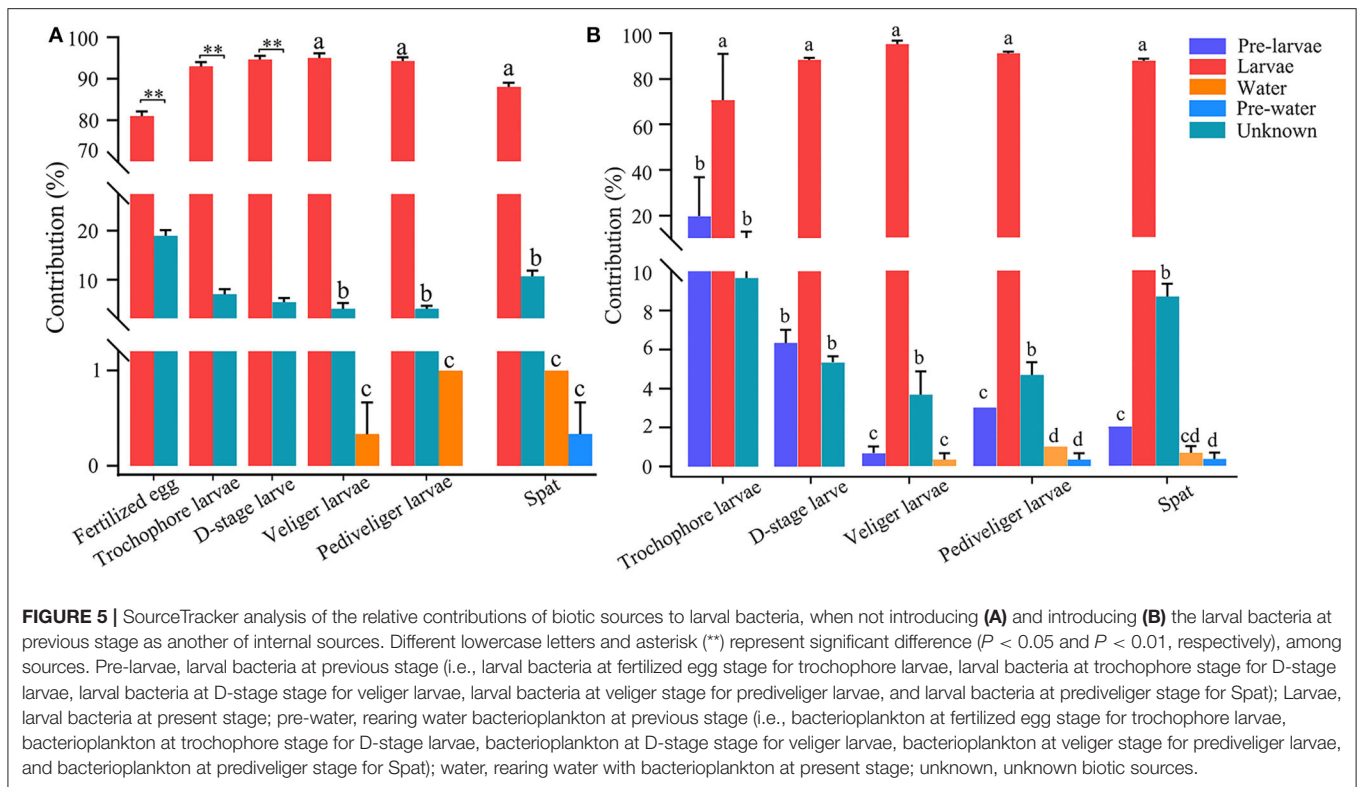 A
100
90
80
70
20
10
1
0
Contribution (%)
** ** ** a a a
b b b
c c c c
Fertilized egg
Trochophore larvae
D-stage larve
Veliger larvae
Pediveliger larvae
Spat
B
100
80
60
40
20
10
8
6
4
2
0
Contribution (%)
a a a a a
b b
b b c b c b c b
c d d cd d
Trochophore larvae
D-stage larve
Veliger larvae
Pediveliger larvae
Spat
Pre-larvae
Larvae
Water
Pre-water
Unknown
FIGURE 5 | SourceTracker analysis of the relative contributions of biotic sources to larval bacteria, when not introducing (A) and introducing (B) the larval bacteria at
previous stage as another of internal sources. Different lowercase letters and asterisk (**) represent significant difference (P < 0.05 and P < 0.01, respectively), among
sources. Pre-larvae, larval bacteria at previous stage (i.e., larval bacteria at fertilized egg stage for trochophore larvae, larval bacteria at trochophore stage for D-stage
larvae, larval bacteria at D-stage stage for veliger larvae, larval bacteria at veliger stage for prediveliger larvae, and larval bacteria at prediveliger stage for Spat); Larvae,
larval bacteria at present stage; pre-water, rearing water bacterioplankton at previous stage (i.e., bacterioplankton at fertilized egg stage for trochophore larvae,
bacterioplankton at trochophore stage for D-stage larvae, bacterioplankton at D-stage stage for veliger larvae, bacterioplankton at veliger stage for prediveliger larvae,
and bacterioplankton at prediveliger stage for Spat); water, rearing water with bacterioplankton at present stage; unknown, unknown biotic sources.